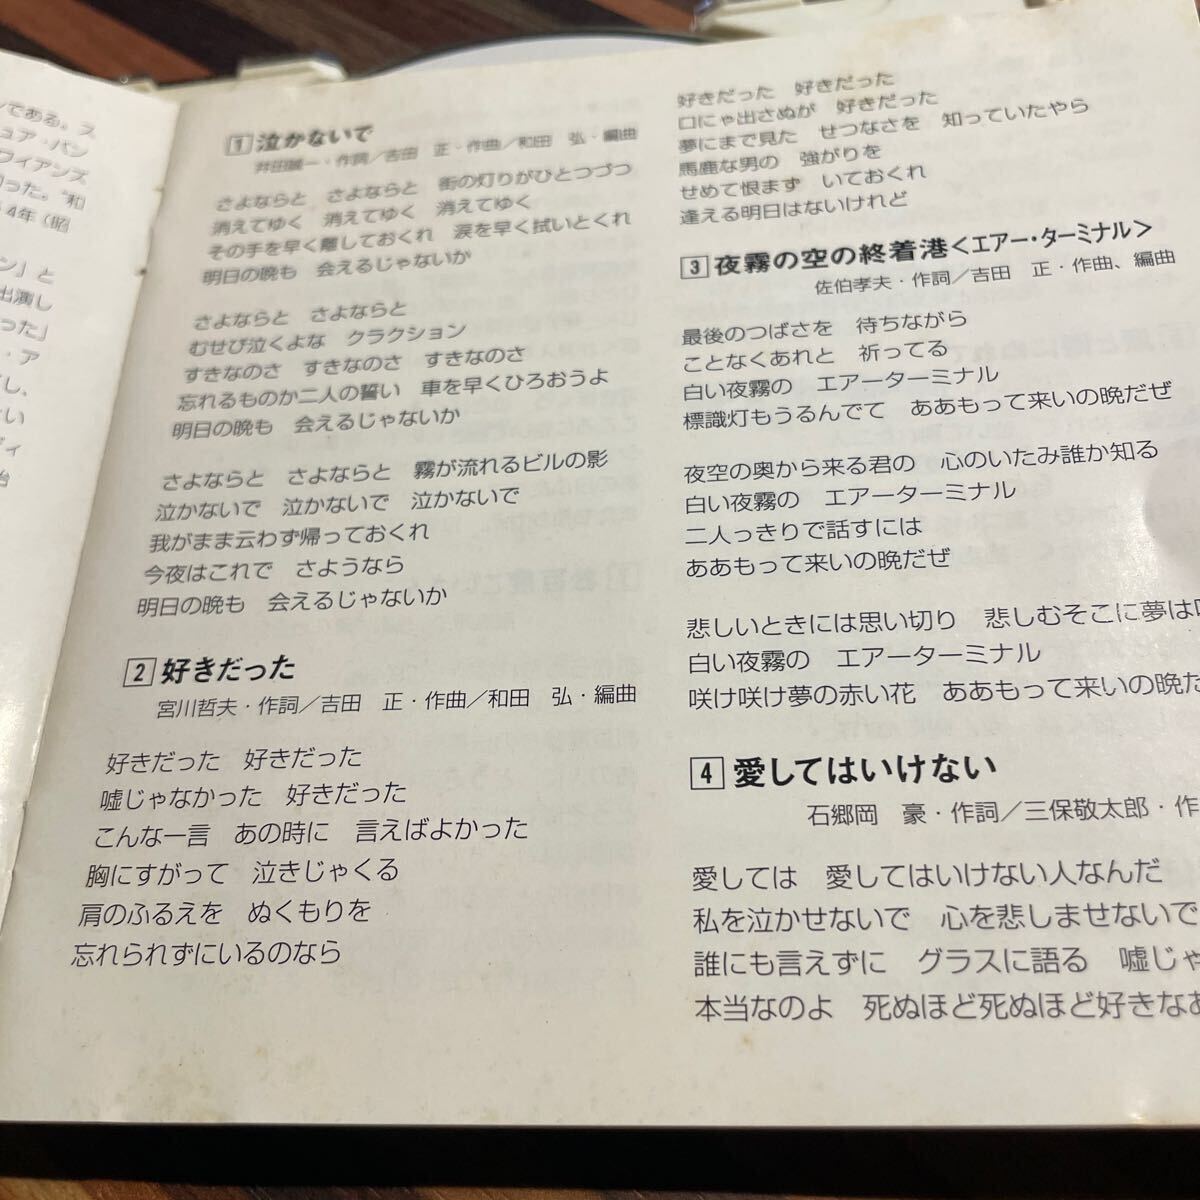 ンである。ス
ュア・パン
ワイアンズ
った。"和
4年(昭
ン」と
出演し
った」
・ア
し、
さい
ディ
台
1 泣かないで
井田誠一・作詞／吉田 正・作曲／和田 弘・編曲
さよならと さよならと 街の灯りがひとつづつ
消えてゆく 消えてゆく 消えてゆく
その手を早く離しておくれ 涙を早く拭いとくれ
明日の晩も 会えるじゃないか
さよならと さよならと
むせび泣くよな クラクション
すきなのさ すきなのさ すきなのさ
忘れるものか二人の誓い 車を早くひろおうよ
明日の晩も 会えるじゃないか
さよならと さよならと 霧が流れるビルの影
泣かないで 泣かないで 泣かないで
我がまま云わず帰っておくれ
今夜はこれで さようなら
明日の晩も 会えるじゃないか
2 好きだった
宮川哲夫・作詞／吉田 正・作曲／和田 弘・編曲
好きだった 好きだった
嘘じゃなかった 好きだった
こんな一言 あの時に 言えばよかった
胸にすがって 泣きじゃくる
肩のふるえを ぬくもりを
忘れられずにいるのなら
好きだった 好きだった
口にゃ出さぬが 好きだった
夢にまで見た せつなさを 知っていたやら
馬鹿な男の 強がりを
せめて恨まず いておくれ
逢える明日はないけれど
3 夜霧の空の終着港＜エアー・ターミナル＞
佐伯孝夫・作詞／吉田 正・作曲、編曲
最後のつばさを 待ちながら
ことなくあれと 祈ってる
白い夜霧の エアーターミナル
標識灯もうるんでて ああもって来いの晩だぜ
夜空の奥から来る君の 心のいたみ誰か知る
白い夜霧の エアーターミナル
二人っきりで話すには
ああもって来いの晩だぜ
悲しいときには思い切り 悲しむそこに夢は
白い夜霧の エアーターミナル
咲け咲け夢の赤い花 ああもって来いの晩だ
4 愛してはいけない
石郷岡 豪・作詞／三保敬太郎・作
愛しては 愛してはいけない人なんだ
私を泣かせないで 心を悲しませないで
誰にも言えずに グラスに語る 嘘じゃ
本当なのよ 死ぬほど死ぬほど好きなあ